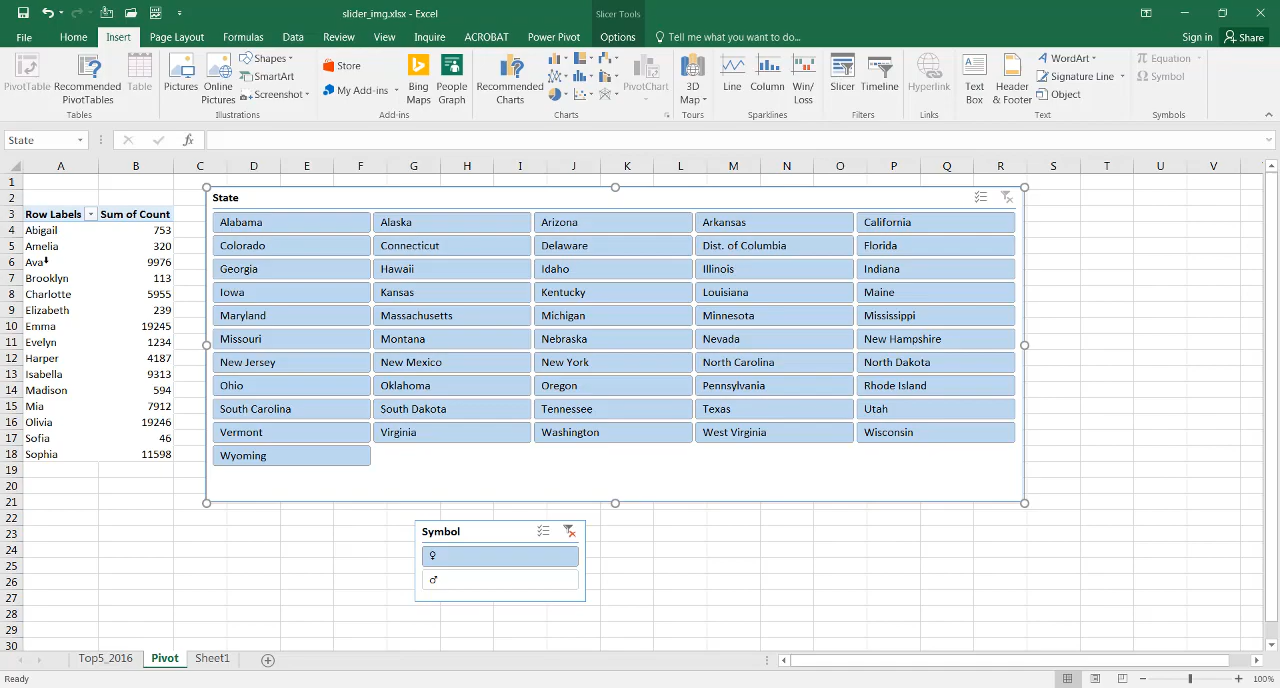 slider_img.xlsx - Excel
Slicer Tools
File Home Insert Page Layout Formulas Data Review View Inquire ACROBAT Power Pivot Options Tell me what you want to do... Sign in Share
PivotTable Recommended PivotTables Table
Tables
Pictures Online Pictures Shapes SmartArt Screenshot
Illustrations
Store My Add-ins Bing Maps People Graph
Add-ins
Recommended Charts PivotChart
Charts
3D Map
Tours
Line Column Win/Loss
Sparklines
Slicer Timeline
Filters
Hyperlink
Links
Text Box Header & Footer WordArt Signature Line Object
Text
Equation Symbol
Symbols
State fx
A B C D E F G H I J K L M N O P Q R S T U V
1
2
3 Row Labels Sum of Count
4 Abigail 753
5 Amelia 320
6 Ava 9976
7 Brooklyn 113
8 Charlotte 5955
9 Elizabeth 239
10 Emma 19245
11 Evelyn 1234
12 Harper 4187
13 Isabella 9313
14 Madison 594
15 Mia 7912
16 Olivia 19246
17 Sofia 46
18 Sophia 11598
19
20
21
22
23
24
25
26
27
28
29
30
State
Alabama Alaska Arizona Arkansas California
Colorado Connecticut Delaware Dist. of Columbia Florida
Georgia Hawaii Idaho Illinois Indiana
Iowa Kansas Kentucky Louisiana Maine
Maryland Massachusetts Michigan Minnesota Mississippi
Missouri Montana Nebraska Nevada New Hampshire
New Jersey New Mexico New York North Carolina North Dakota
Ohio Oklahoma Oregon Pennsylvania Rhode Island
South Carolina South Dakota Tennessee Texas Utah
Vermont Virginia Washington West Virginia Wisconsin
Wyoming
Symbol
♀
♂
Top5_2016 Pivot Sheet1
Ready 100%